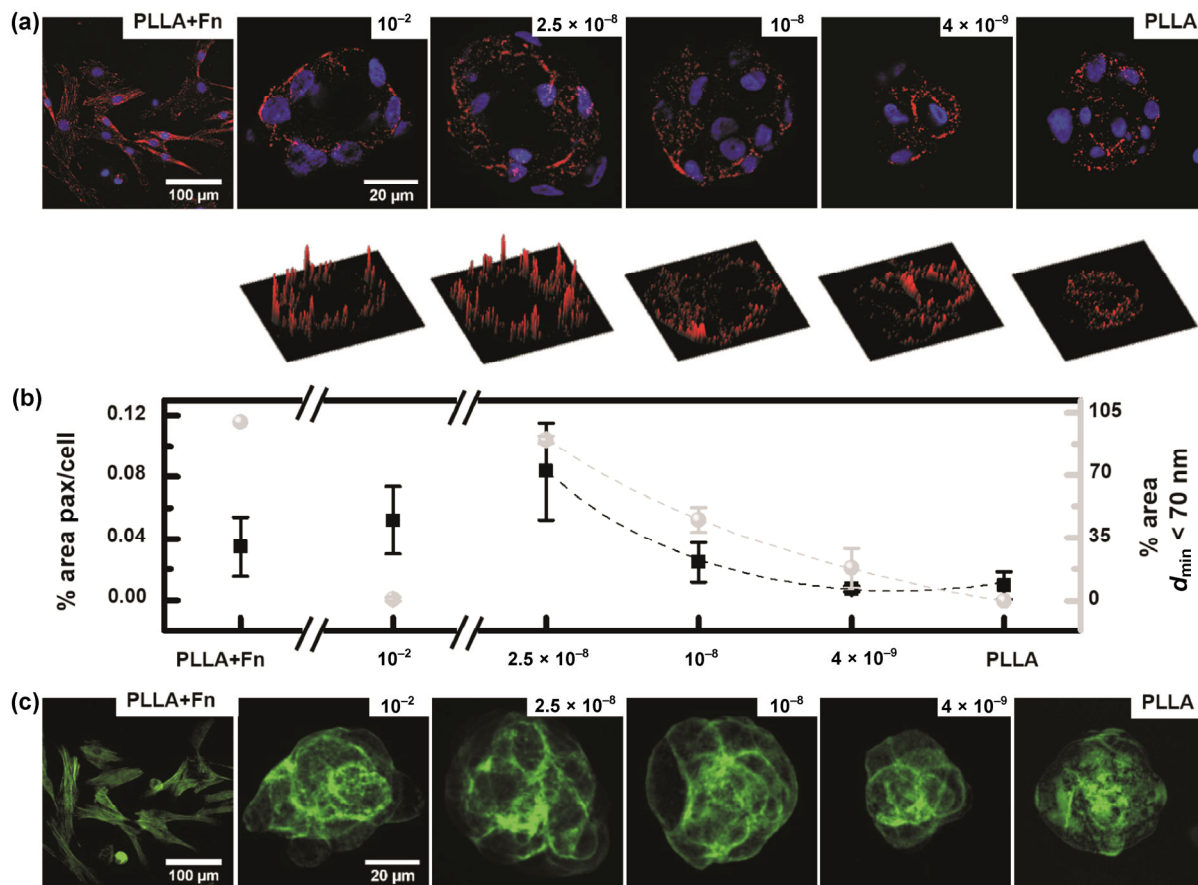 (a)
PLLA+Fn
10⁻²
2.5 × 10⁻⁸
10⁻⁸
4 × 10⁻⁹
PLLA
100 µm
20 µm
(b)
% area pax/cell
0.12
0.08
0.04
0.00
105
70
35
0
% area
dmin < 70 nm
PLLA+Fn
10⁻²
2.5 × 10⁻⁸
10⁻⁸
4 × 10⁻⁹
PLLA
(c)
PLLA+Fn
10⁻²
2.5 × 10⁻⁸
10⁻⁸
4 × 10⁻⁹
PLLA
100 µm
20 µm